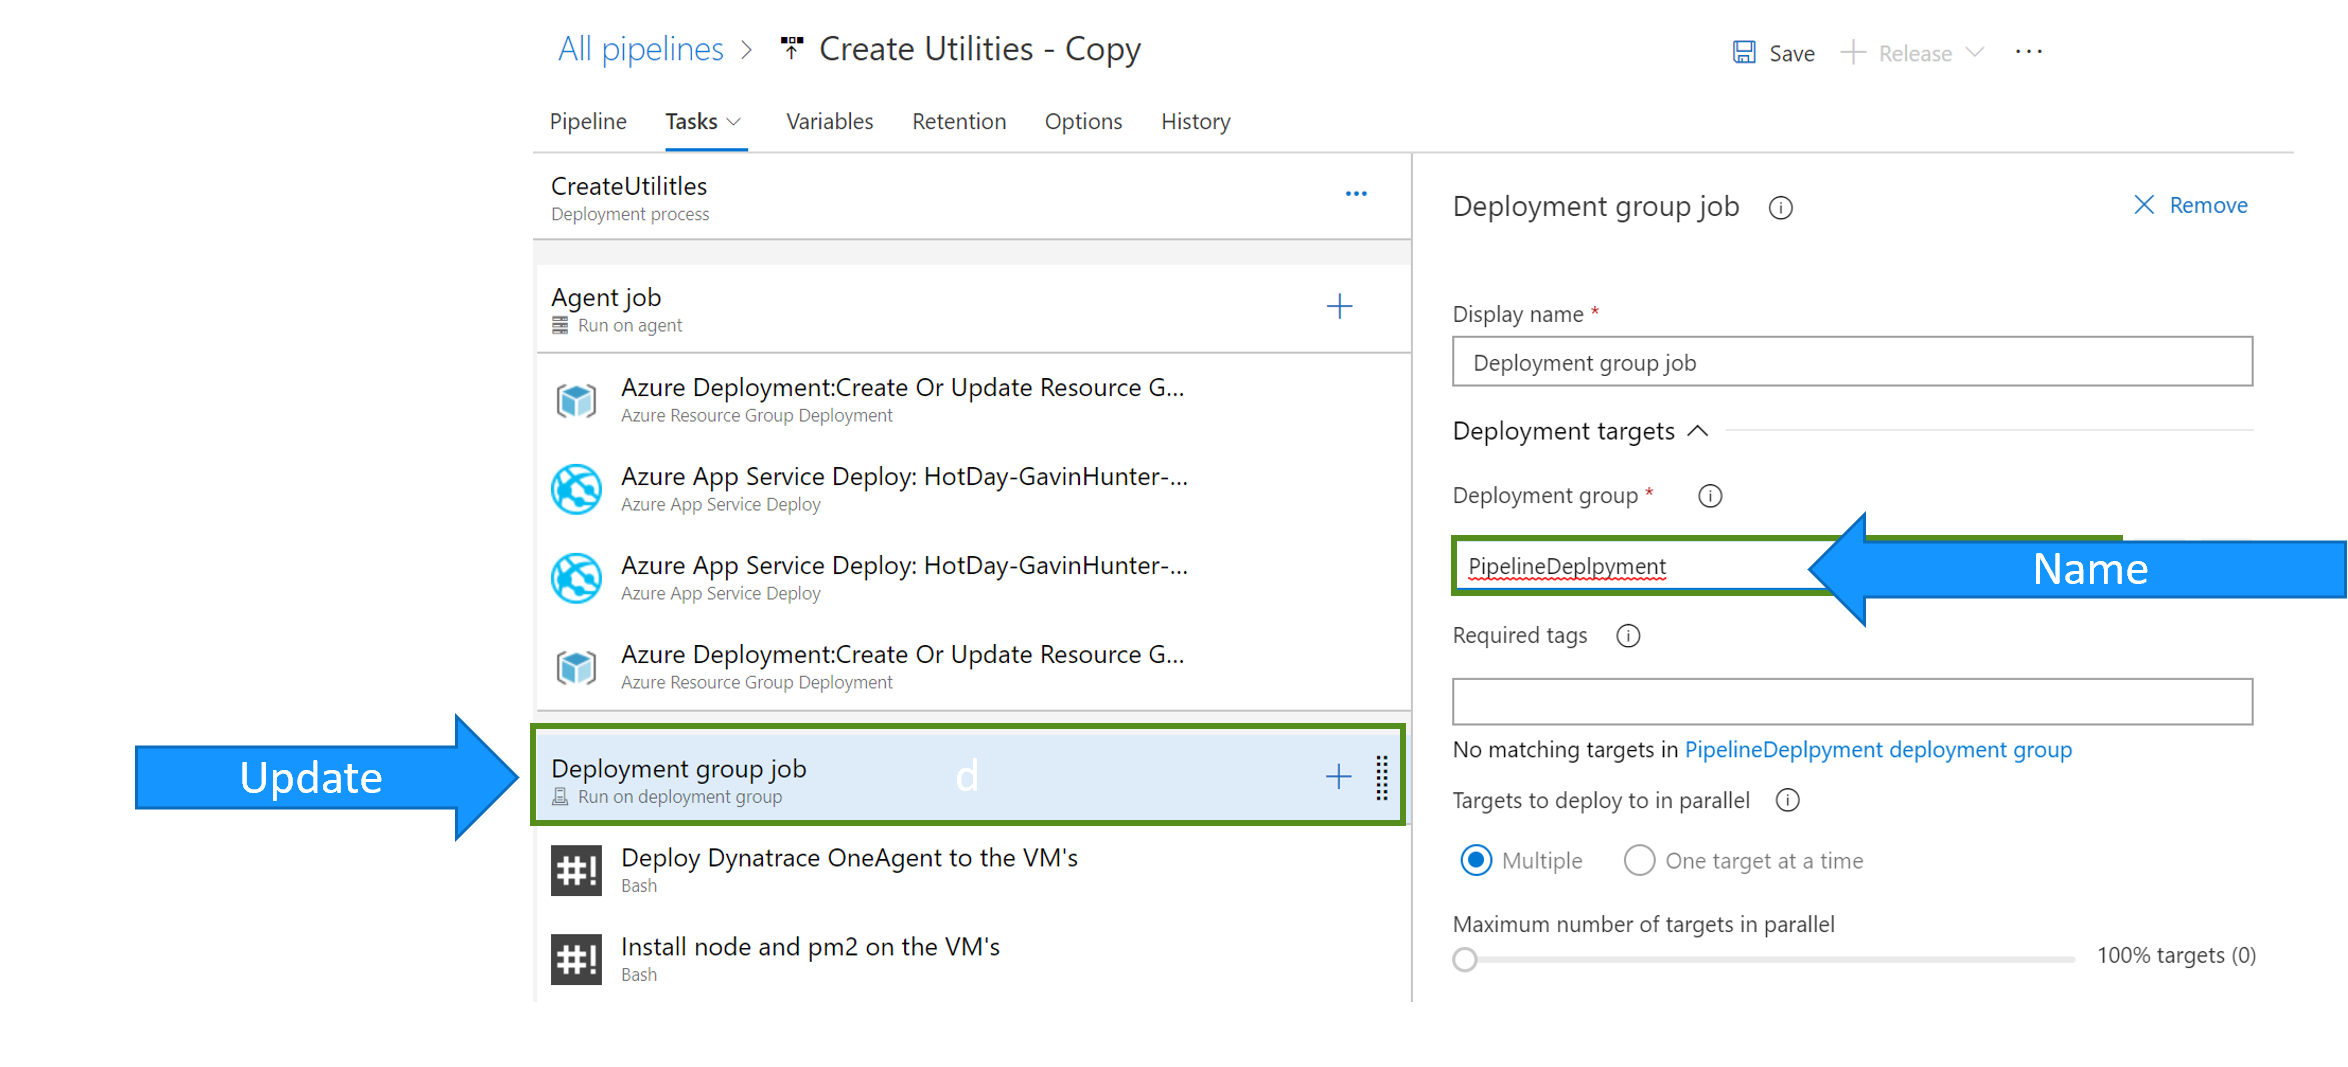 All pipelines > Create Utilities - Copy
Save + Release ...
Pipeline Tasks Variables Retention Options History
CreateUtilitles
Deployment process
...
Agent job
Run on agent
Azure Deployment:Create Or Update Resource G...
Azure Resource Group Deployment
Azure App Service Deploy: HotDay-GavinHunter-...
Azure App Service Deploy
Azure App Service Deploy: HotDay-GavinHunter-...
Azure App Service Deploy
Azure Deployment:Create Or Update Resource G...
Azure Resource Group Deployment
Update
Deployment group job
d
Run on deployment group
#! Deploy Dynatrace OneAgent to the VM's
Bash
#! Install node and pm2 on the VM's
Bash
Deployment group job
Remove
Display name *
Deployment group job
Deployment targets
Deployment group *
PipelineDeplpyment
Name
Required tags
No matching targets in PipelineDeplpyment deployment group
Targets to deploy to in parallel
Multiple One target at a time
Maximum number of targets in parallel
100% targets (0)